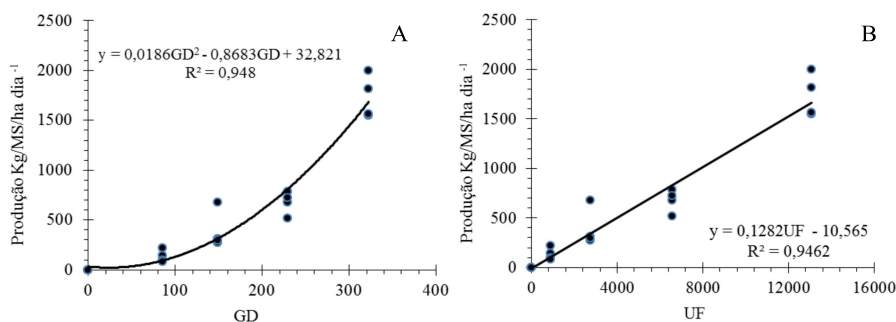 A
y = 0,0186GD² - 0,8683GD + 32,821
R² = 0,948
Produção Kg/MS/ha dia ⁻¹
2500
2000
1500
1000
500
0
0 100 200 300 400
GD
B
Produção Kg/MS/ha dia ⁻¹
2500
2000
1500
1000
500
0
y = 0,1282UF - 10,565
R² = 0,9462
0 4000 8000 12000 16000
UF